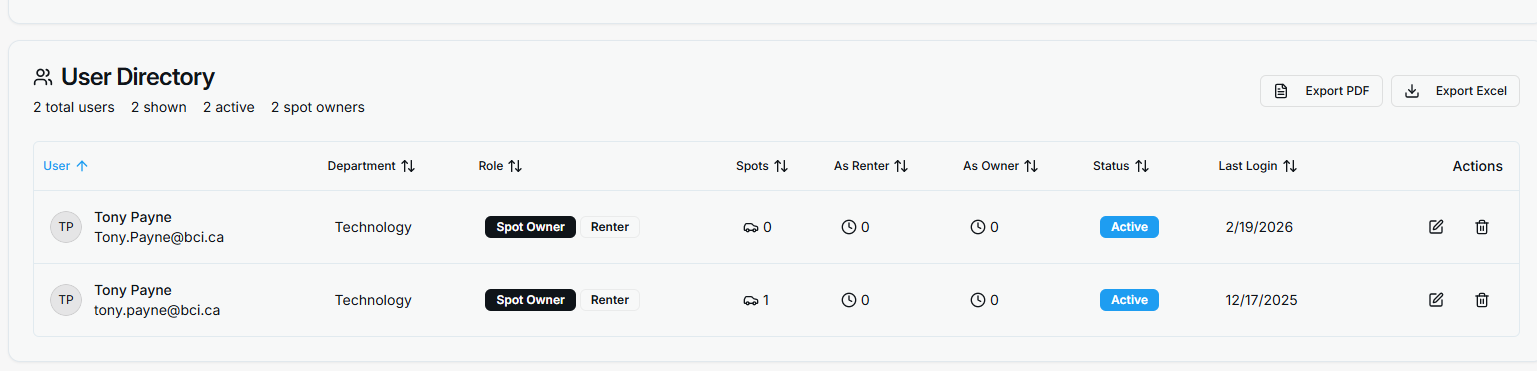 User Directory
2 total users 2 shown 2 active 2 spot owners
Export PDF Export Excel
User Department Role Spots As Renter As Owner Status Last Login Actions
TP Tony Payne Tony.Payne@bci.ca Technology Spot Owner Renter 0 0 0 Active 2/19/2026
TP Tony Payne tony.payne@bci.ca Technology Spot Owner Renter 1 0 0 Active 12/17/2025